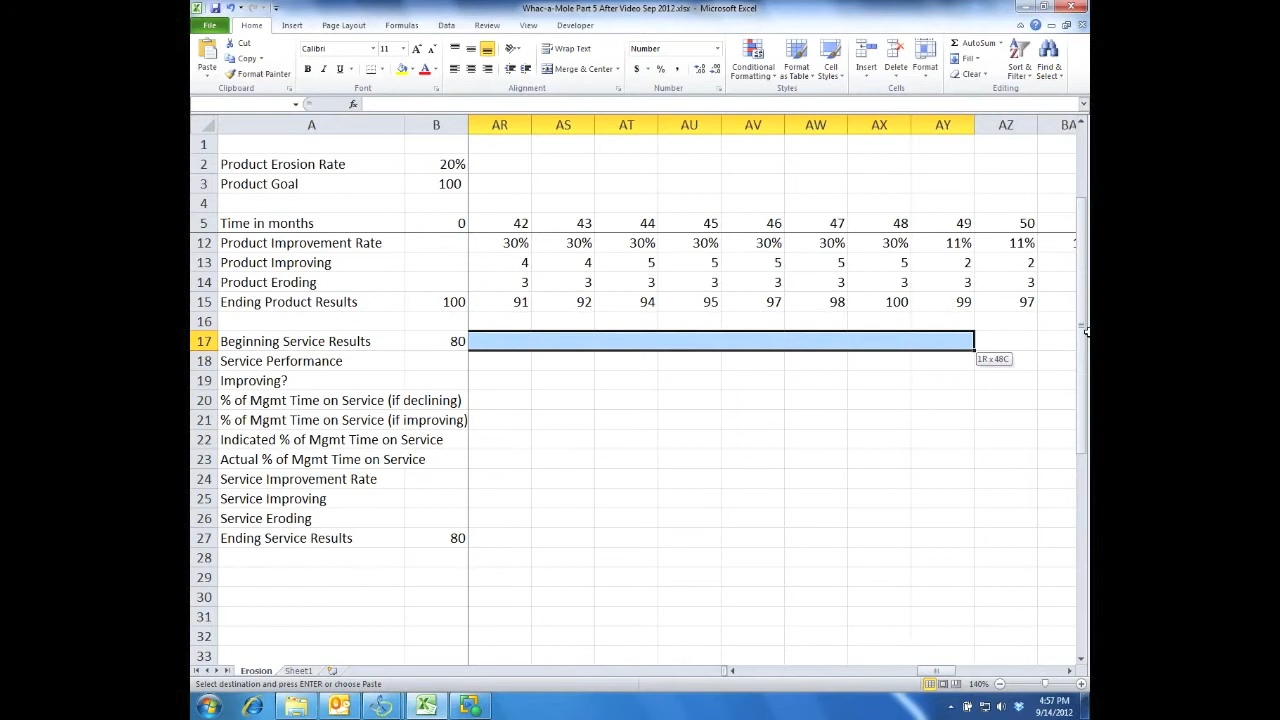 Whac-a-Mole Part 5 After Video Sep 2012.xlsx - Microsoft Excel
File Home Insert Page Layout Formulas Data Review View Developer
Cut Calibri 11 Wrap Text Number AutoSum
Copy Fill
Paste Format Painter Merge & Center Conditional Formatting Format as Table Cell Styles Insert Delete Format Clear Sort & Filter Find & Select
Clipboard Font Alignment Number Styles Cells Editing
A B AR AS AT AU AV AW AX AY AZ BA
1
2 Product Erosion Rate 20%
3 Product Goal 100
4
5 Time in months 0 42 43 44 45 46 47 48 49 50
12 Product Improvement Rate 30% 30% 30% 30% 30% 30% 30% 11% 11%
13 Product Improving 4 4 5 5 5 5 5 2 2
14 Product Eroding 3 3 3 3 3 3 3 3 3
15 Ending Product Results 100 91 92 94 95 97 98 100 99 97
16
17 Beginning Service Results 80
18 Service Performance 1R x 48C
19 Improving?
20 % of Mgmt Time on Service (if declining)
21 % of Mgmt Time on Service (if improving)
22 Indicated % of Mgmt Time on Service
23 Actual % of Mgmt Time on Service
24 Service Improvement Rate
25 Service Improving
26 Service Eroding
27 Ending Service Results 80
28
29
30
31
32
33
Erosion Sheet1
Select destination and press ENTER or choose Paste 140%
4:57 PM
9/14/2012